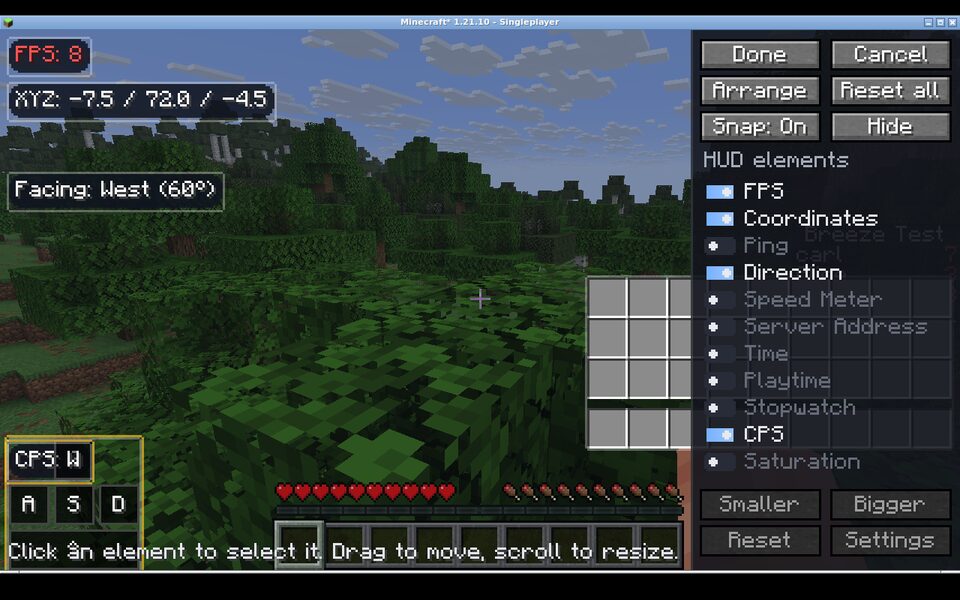 Minecraft* 1.21.10 - Singleplayer
FPS: 8
XYZ: -7.5 / 72.0 / -4.5
Facing: West (60°)
Done
Cancel
Arrange
Reset all
Snap: On
Hide
HUD elements
FPS
Coordinates
Ping
Breeze Test
carl
Direction
Speed Meter
Server Address
Time
Playtime
Stopwatch
CPS
Saturation
Smaller
Bigger
Reset
Settings
CPS
W
A
S
D
Click an element to select it. Drag to move, scroll to resize.